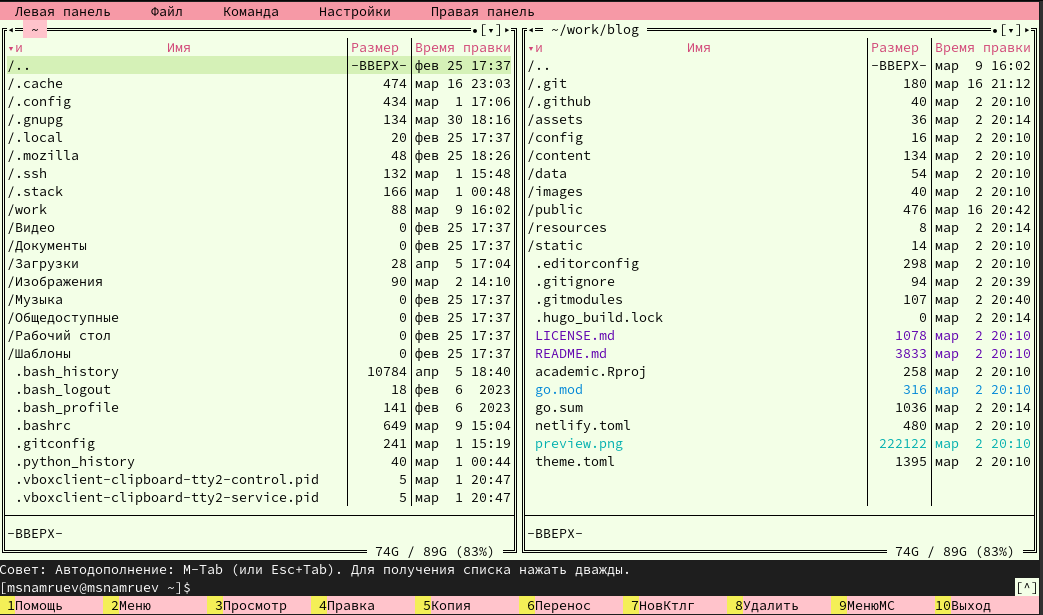 Левая панель Файл Команда Настройки Правая панель
~ [▾]
▾и Имя Размер Время правки
/.. -ВВЕРХ- фев 25 17:37
/.cache 474 мар 16 23:03
/.config 434 мар 1 17:06
/.gnupg 134 мар 30 18:16
/.local 20 фев 25 17:37
/.mozilla 48 фев 25 18:26
/.ssh 132 мар 1 15:48
/.stack 166 мар 1 00:48
/work 88 мар 9 16:02
/Видео 0 фев 25 17:37
/Документы 0 фев 25 17:37
/Загрузки 28 апр 5 17:04
/Изображения 90 мар 2 14:10
/Музыка 0 фев 25 17:37
/Общедоступные 0 фев 25 17:37
/Рабочий стол 0 фев 25 17:37
/Шаблоны 0 фев 25 17:37
.bash_history 10784 апр 5 18:40
.bash_logout 18 фев 6 2023
.bash_profile 141 фев 6 2023
.bashrc 649 мар 9 15:04
.gitconfig 241 мар 1 15:19
.python_history 40 мар 1 00:44
.vboxclient-clipboard-tty2-control.pid 5 мар 1 20:47
.vboxclient-clipboard-tty2-service.pid 5 мар 1 20:47
-ВВЕРХ-
74G / 89G (83%)
~/work/blog [▾]
▾и Имя Размер Время правки
/.. -ВВЕРХ- мар 9 16:02
/.git 180 мар 16 21:12
/.github 40 мар 2 20:10
/assets 36 мар 2 20:14
/config 16 мар 2 20:10
/content 134 мар 2 20:10
/data 54 мар 2 20:10
/images 40 мар 2 20:10
/public 476 мар 16 20:42
/resources 8 мар 2 20:14
/static 14 мар 2 20:10
.editorconfig 298 мар 2 20:10
.gitignore 94 мар 2 20:39
.gitmodules 107 мар 2 20:40
.hugo_build.lock 0 мар 2 20:14
LICENSE.md 1078 мар 2 20:10
README.md 3833 мар 2 20:10
academic.Rproj 258 мар 2 20:10
go.mod 316 мар 2 20:10
go.sum 1036 мар 2 20:14
netlify.toml 480 мар 2 20:10
preview.png 222122 мар 2 20:10
theme.toml 1395 мар 2 20:10
-ВВЕРХ-
74G / 89G (83%)
Совет: Автодополнение: M-Tab (или Esc+Tab). Для получения списка нажать дважды.
[msnamruev@msnamruev ~]$ [^]
1Помощь 2Меню 3Просмотр 4Правка 5Копия 6Перенос 7НовКтлг 8Удалить 9МенюMC 10Выход